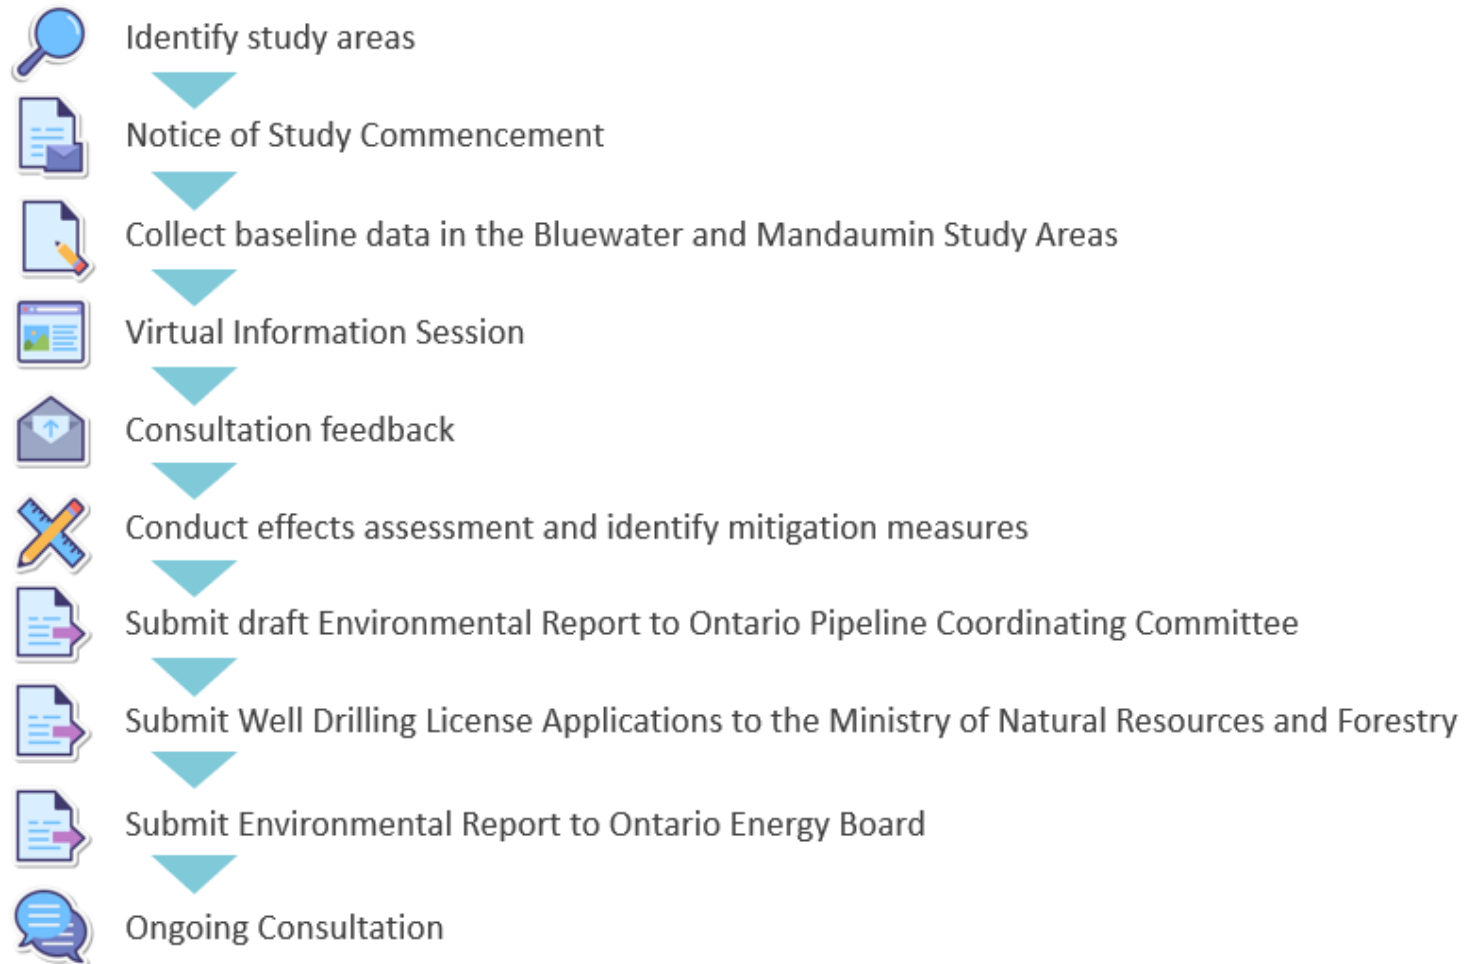 Identify study areas
Notice of Study Commencement
Collect baseline data in the Bluewater and Mandaumin Study Areas
Virtual Information Session
Consultation feedback
Conduct effects assessment and identify mitigation measures
Submit draft Environmental Report to Ontario Pipeline Coordinating Committee
Submit Well Drilling License Applications to the Ministry of Natural Resources and Forestry
Submit Environmental Report to Ontario Energy Board
Ongoing Consultation